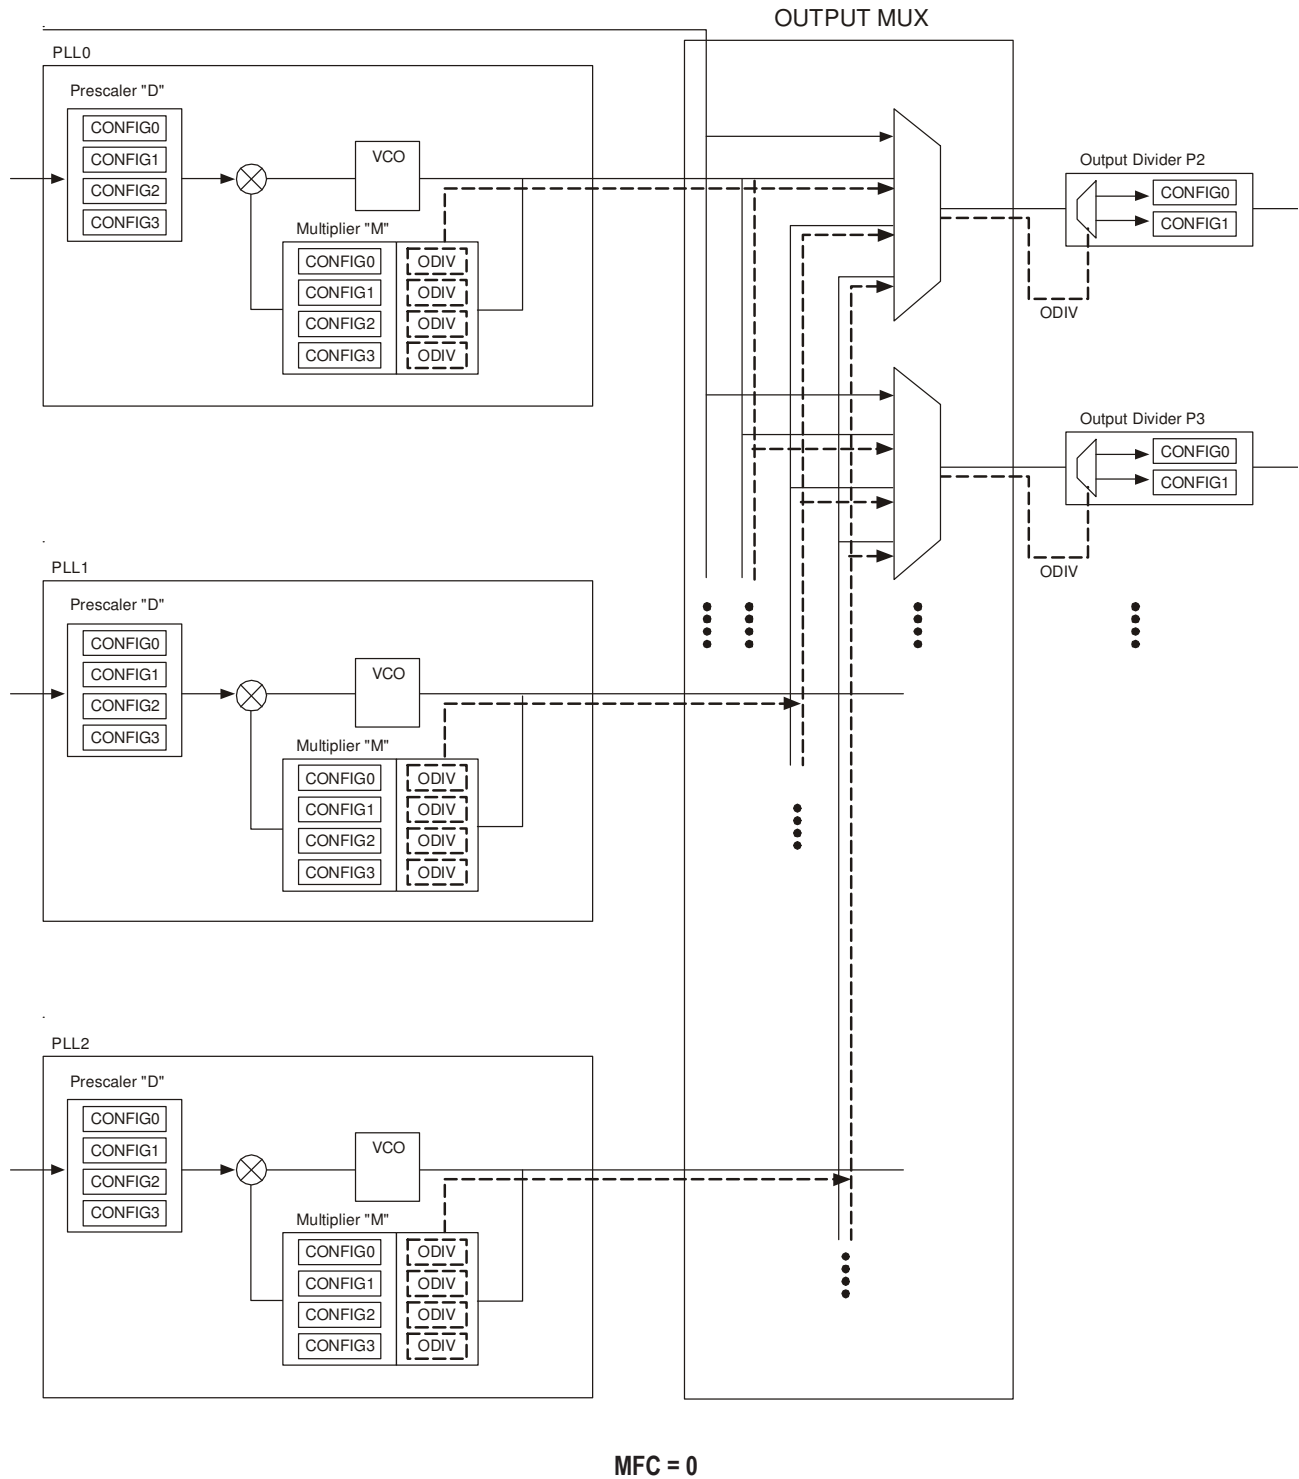 OUTPUT MUX
PLL0
Prescaler "D"
CONFIG0
CONFIG1
CONFIG2
CONFIG3
VCO
Multiplier "M"
CONFIG0 ODIV
CONFIG1 ODIV
CONFIG2 ODIV
CONFIG3 ODIV
Output Divider P2
CONFIG0
CONFIG1
ODIV
Output Divider P3
CONFIG0
CONFIG1
ODIV
PLL1
Prescaler "D"
CONFIG0
CONFIG1
CONFIG2
CONFIG3
VCO
Multiplier "M"
CONFIG0 ODIV
CONFIG1 ODIV
CONFIG2 ODIV
CONFIG3 ODIV
PLL2
Prescaler "D"
CONFIG0
CONFIG1
CONFIG2
CONFIG3
VCO
Multiplier "M"
CONFIG0 ODIV
CONFIG1 ODIV
CONFIG2 ODIV
CONFIG3 ODIV
MFC = 0